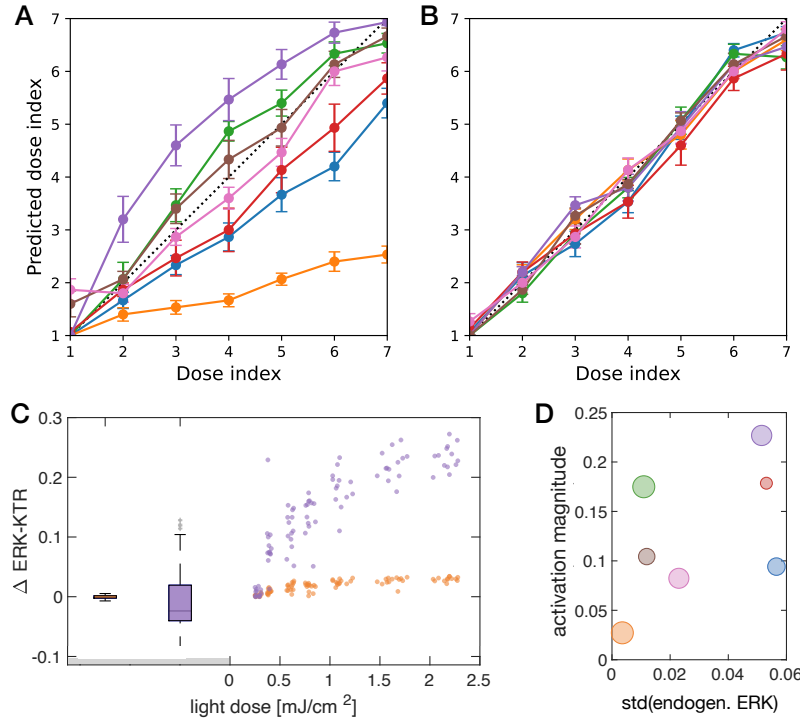 A
B
Predicted dose index
7
6
5
4
3
2
1
1 2 3 4 5 6 7
Dose index
7
6
5
4
3
2
1
1 2 3 4 5 6 7
Dose index
C
D
Δ ERK-KTR
0.3
0.2
0.1
0
-0.1
0 0.5 1 1.5 2 2.5
light dose [mJ/cm 2]
activation magnitude
0.25
0.2
0.15
0.1
0.05
0
0 0.02 0.04 0.06
std(endogen. ERK)